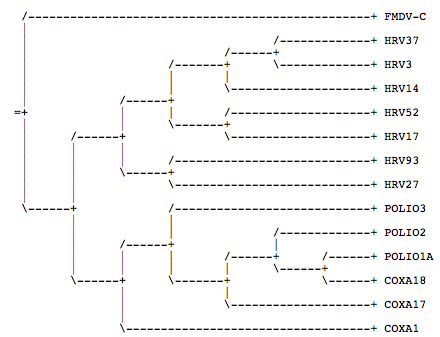 FMDV-C
HRV37
HRV3
HRV14
HRV52
HRV17
HRV93
HRV27
POLIO3
POLIO2
POLIO1A
COXA18
COXA17
COXA1